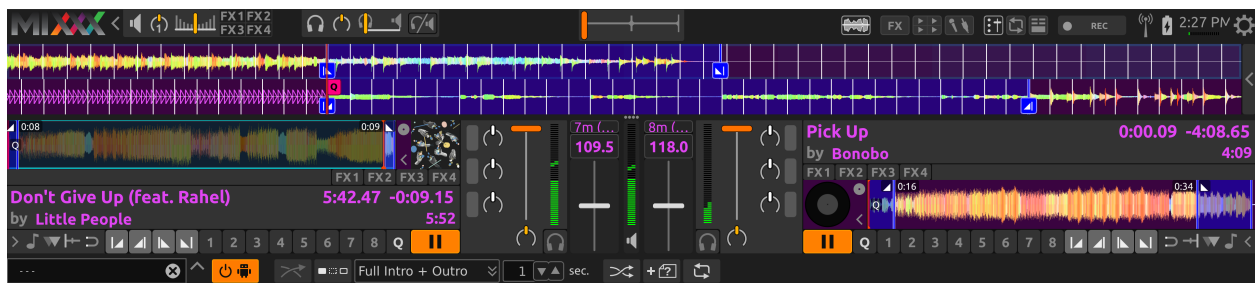 MIXXX FX1 FX2 FX3 FX4 FX REC 2:27 PM
Q
0:08 0:09
Q
7m (... 8m (...
109.5 118.0
Pick Up 0:00.09 -4:08.65
by Bonobo 4:09
FX1 FX2 FX3 FX4
FX1 FX2 FX3 FX4
0:16 0:34
Q
Don't Give Up (feat. Rahel) 5:42.47 -0:09.15
by Little People 5:52
1 2 3 4 5 6 7 8 Q
Q 1 2 3 4 5 6 7 8
--- Full Intro + Outro 1 sec.